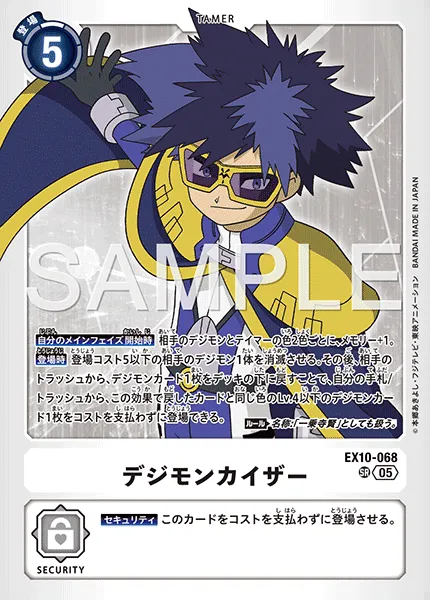 TAMER
登場
5
SAMPLE
自分のメインフェイズ開始時 相手のデジモンとテイマーの色2色ごとに、メモリー+1。
登場時 登場コスト5以下の相手のデジモン1体を消滅させる。その後、相手の
トラッシュから、デジモンカード1枚をデッキの下に戻すことで、自分の手札/
トラッシュから、この効果で戻したカードと同じ色のLv.4以下のデジモンカー
ド1枚をコストを支払わずに登場できる。
ルール 名称:「一乗寺賢」としても扱う。
©本郷あきよし・フジテレビ・東映アニメーション BANDAI MADE IN JAPAN
EX10-068
デジモンカイザー
SR 05
セキュリティ このカードをコストを支払わずに登場させる。
SECURITY